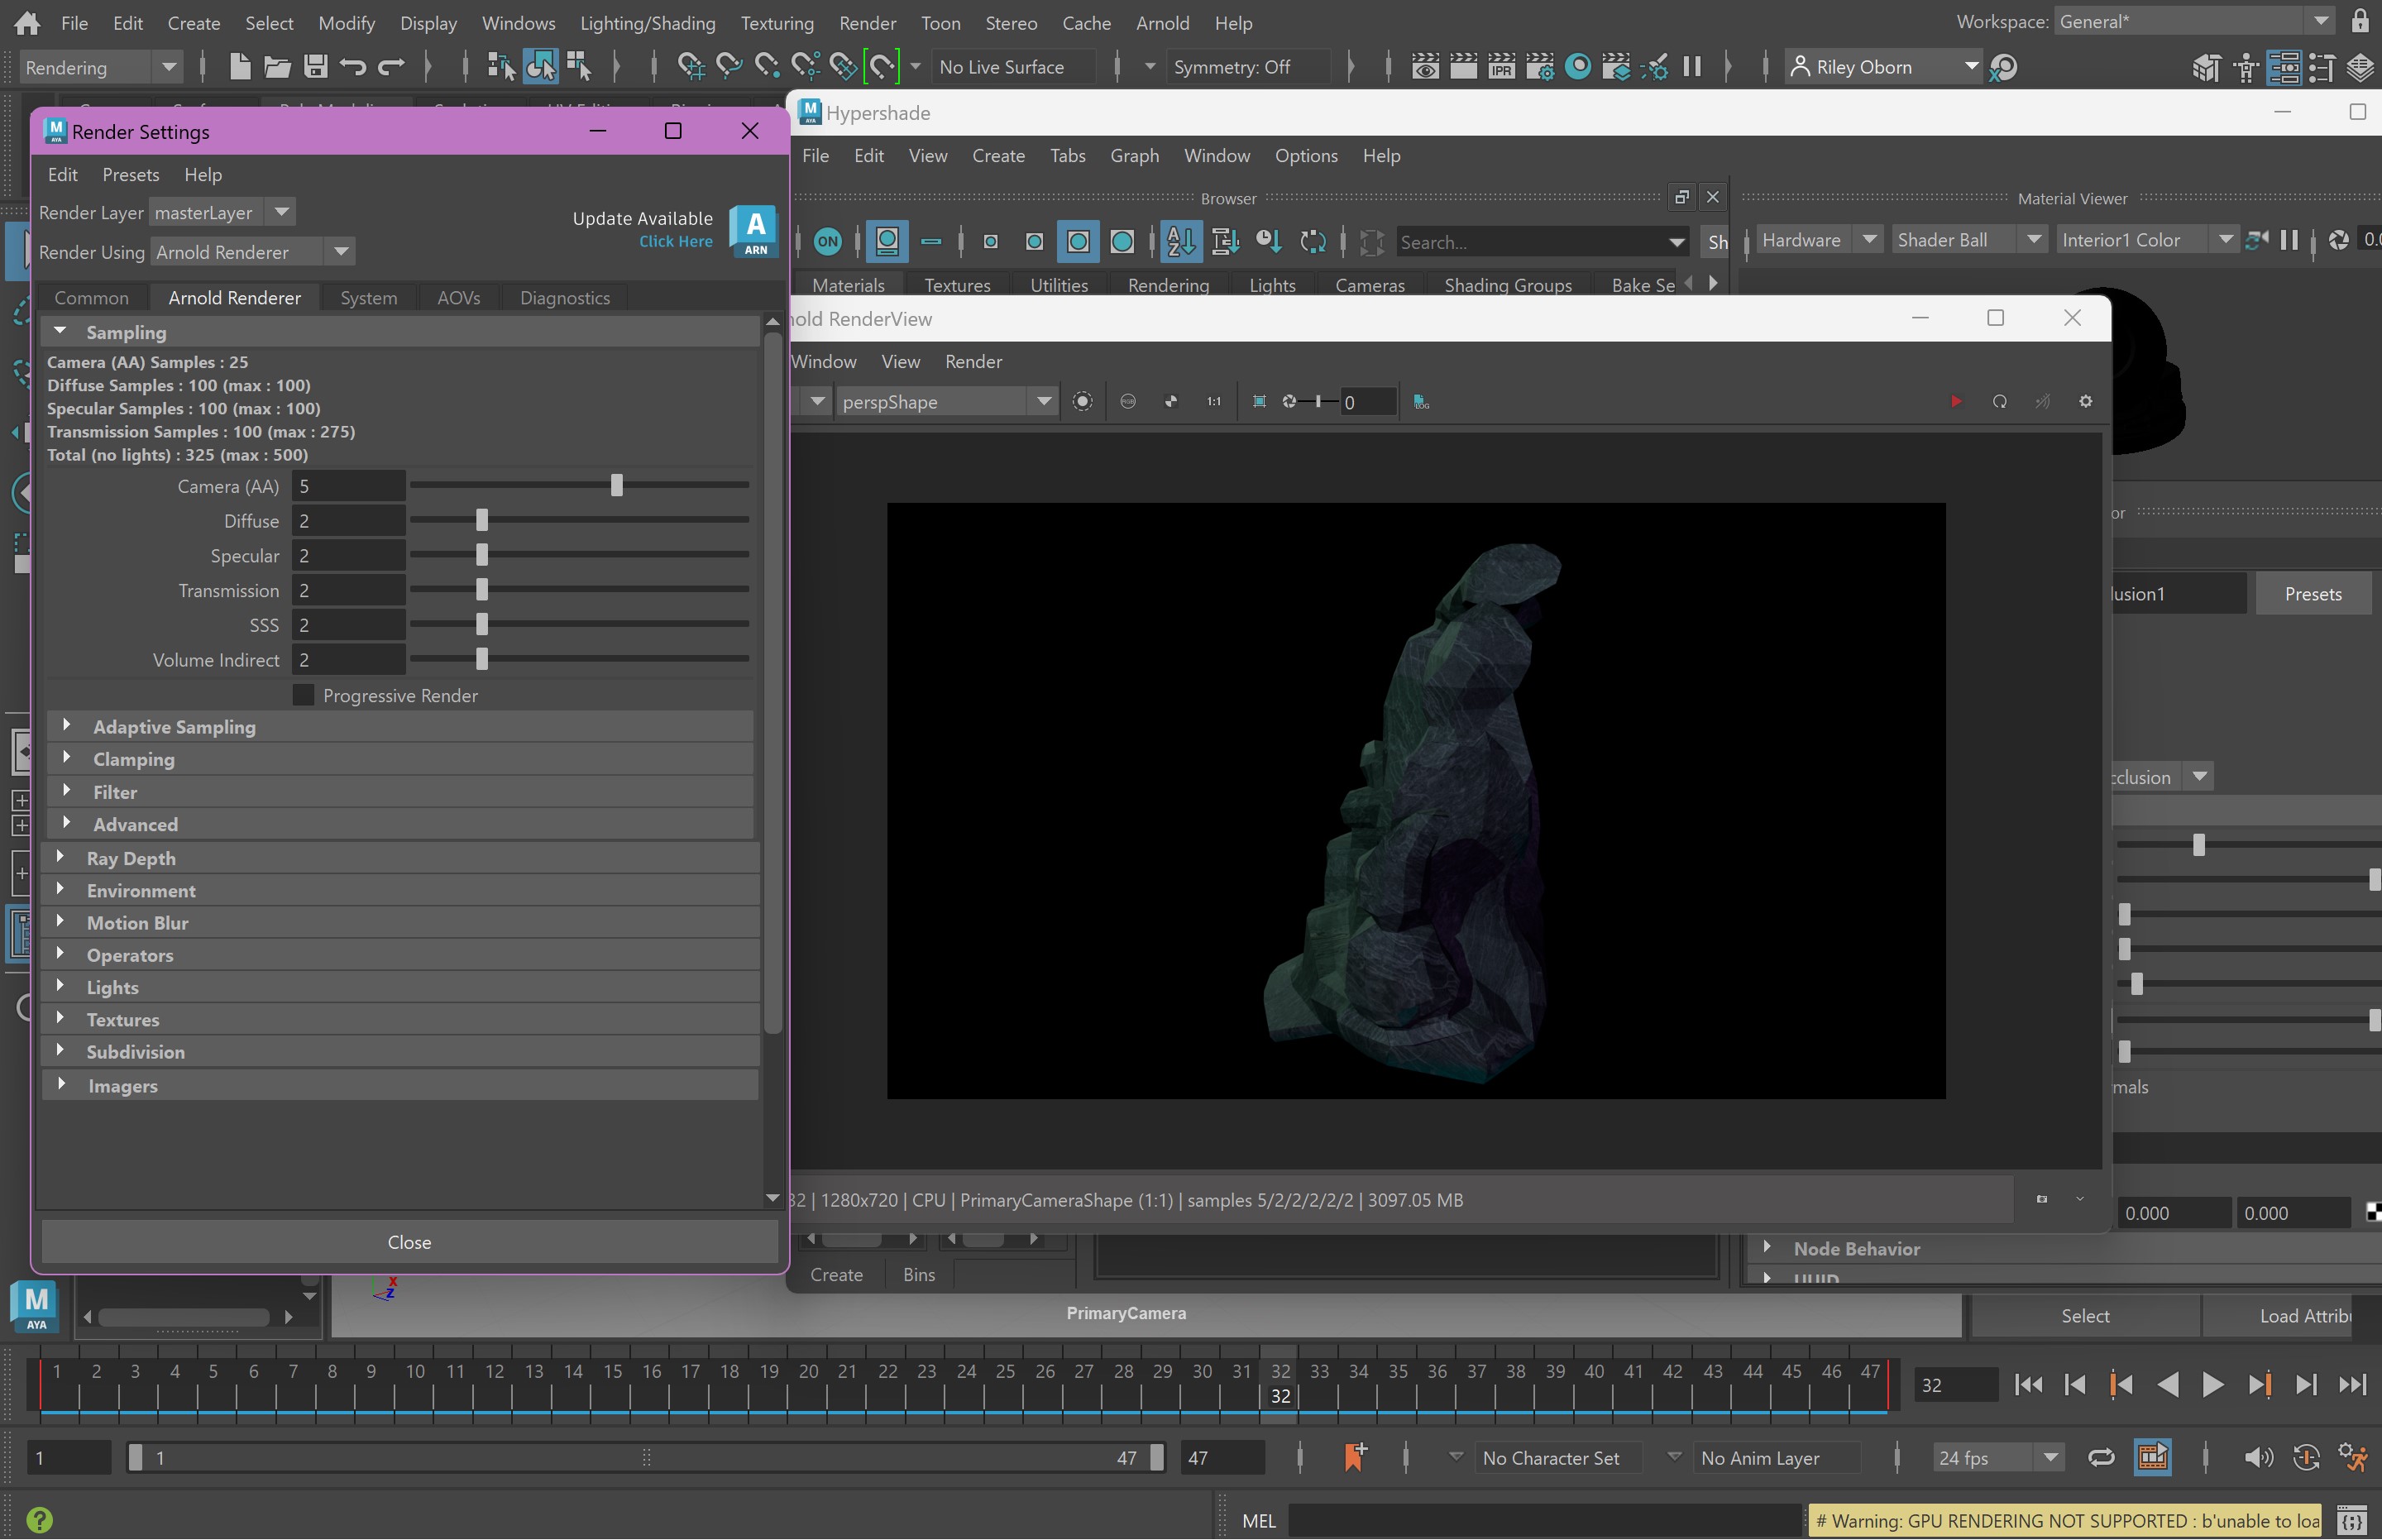 File Edit Create Select Modify Display Windows Lighting/Shading Texturing Render Toon Stereo Cache Arnold Help
Workspace: General*
Rendering
No Live Surface
Symmetry: Off
IPR
Riley Oborn
Render Settings
Edit Presets Help
Render Layer masterLayer
Render Using Arnold Renderer
Update Available
Click Here
A
ARN
Common Arnold Renderer System AOVs Diagnostics
Sampling
Camera (AA) Samples : 25
Diffuse Samples : 100 (max : 100)
Specular Samples : 100 (max : 100)
Transmission Samples : 100 (max : 275)
Total (no lights) : 325 (max : 500)
Camera (AA) 5
Diffuse 2
Specular 2
Transmission 2
SSS 2
Volume Indirect 2
Progressive Render
Adaptive Sampling
Clamping
Filter
Advanced
Ray Depth
Environment
Motion Blur
Operators
Lights
Textures
Subdivision
Imagers
Close
Hypershade
File Edit View Create Tabs Graph Window Options Help
Browser
Material Viewer
ON
Search...
Sh
Hardware
Shader Ball
Interior1 Color
0.0
Materials Textures Utilities Rendering Lights Cameras Shading Groups Bake Se
nold RenderView
Window View Render
perspShape
1:1
0
LOG
or
lusion1
Presets
cclusion
mals
32 | 1280x720 | CPU | PrimaryCameraShape (1:1) | samples 5/2/2/2/2/2 | 3097.05 MB
0.000 0.000
Node Behavior
UUID
Create Bins
M
AYA
x
z
PrimaryCamera
Select
Load Attribu
1 2 3 4 5 6 7 8 9 10 11 12 13 14 15 16 17 18 19 20 21 22 23 24 25 26 27 28 29 30 31 32 33 34 35 36 37 38 39 40 41 42 43 44 45 46 47
32
32
1
1
47
47
No Character Set
No Anim Layer
24 fps
MEL
# Warning: GPU RENDERING NOT SUPPORTED : b'unable to loa